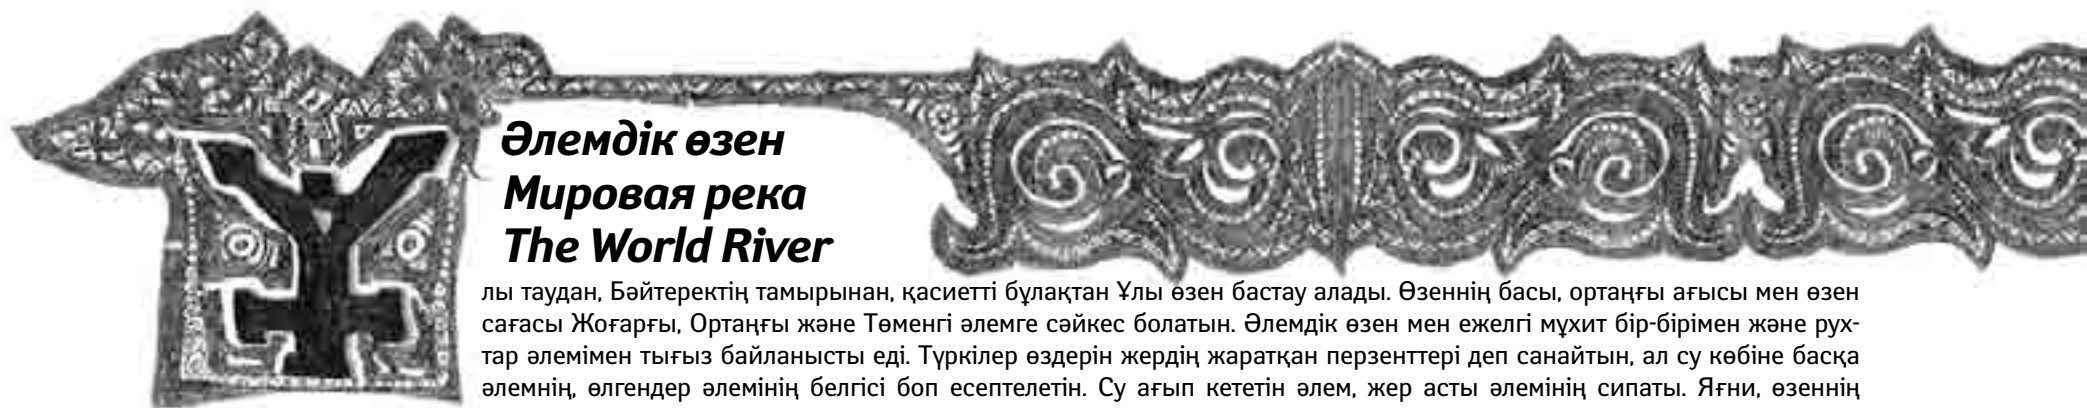 Әлемдік өзен
Мировая река
The World River
лы таудан, Бәйтеректің тамырынан, қасиетті бұлақтан Ұлы өзен бастау алады. Өзеннің басы, ортаңғы ағысы мен өзен
сағасы Жоғарғы, Ортаңғы және Төменгі әлемге сәйкес болатын. Әлемдік өзен мен ежелгі мұхит бір-бірімен және рух-
тар әлемімен тығыз байланысты еді. Түркілер өздерін жердің жаратқан перзенттері деп санайтын, ал су көбіне басқа
әлемнің, өлгендер әлемінің белгісі боп есептелетін. Су ағып кететін әлем, жер асты әлемінің сипаты. Яғни, өзеннің